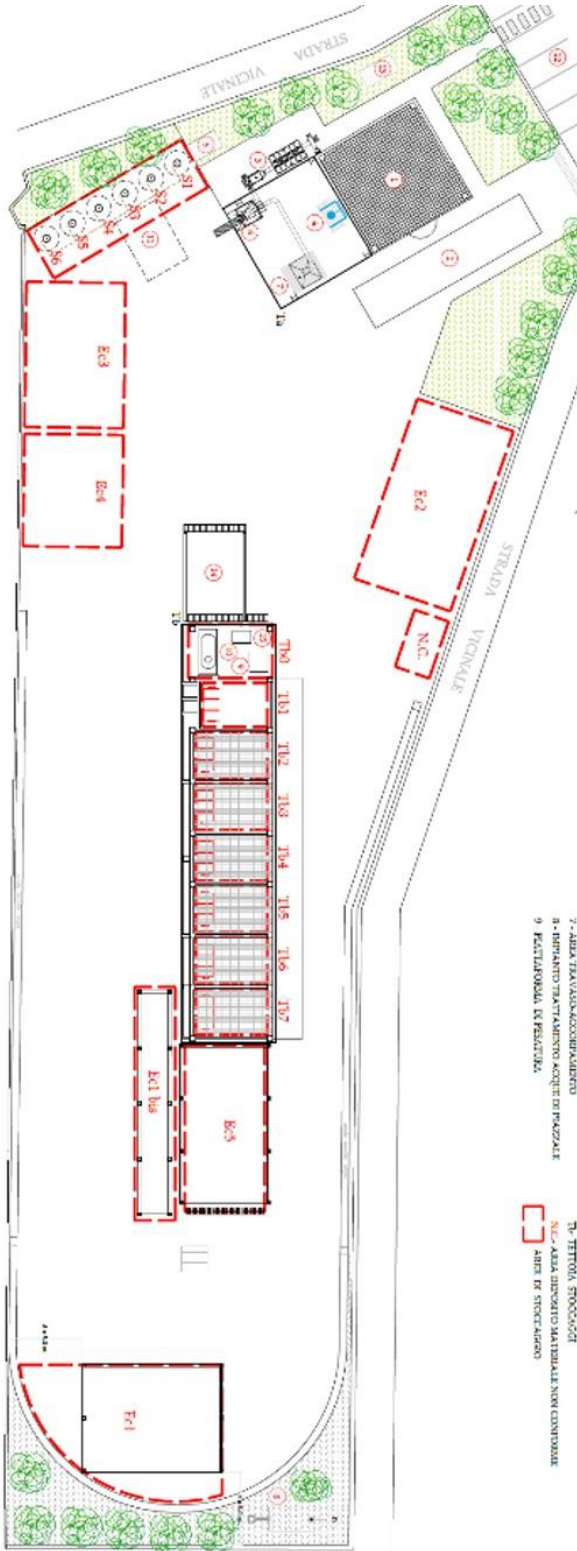 STRADA
VICINALE
S1
S2
S3
S4
S5
S6
Ec3
Ec4
Ec2
N.C.
STRADA
VICINALE
14
Tb0
Tb1
Tb2
Tb3
Tb4
Tb5
Tb6
Tb7
Ec1 bis
Ec5
Ec1
7 - AREA TRAVASO-ACCORPAMENTO
8 - IMPIANTO TRATTAMENTO ACQUE DI PIAZZALE
9 PIATTAFORMA DI PESATURA
Tb- TETTOIA STOCCAGGI
N.C.- AREA DEPOSITO MATERIALE NON CONFORME
AREE DI STOCCAGGIO